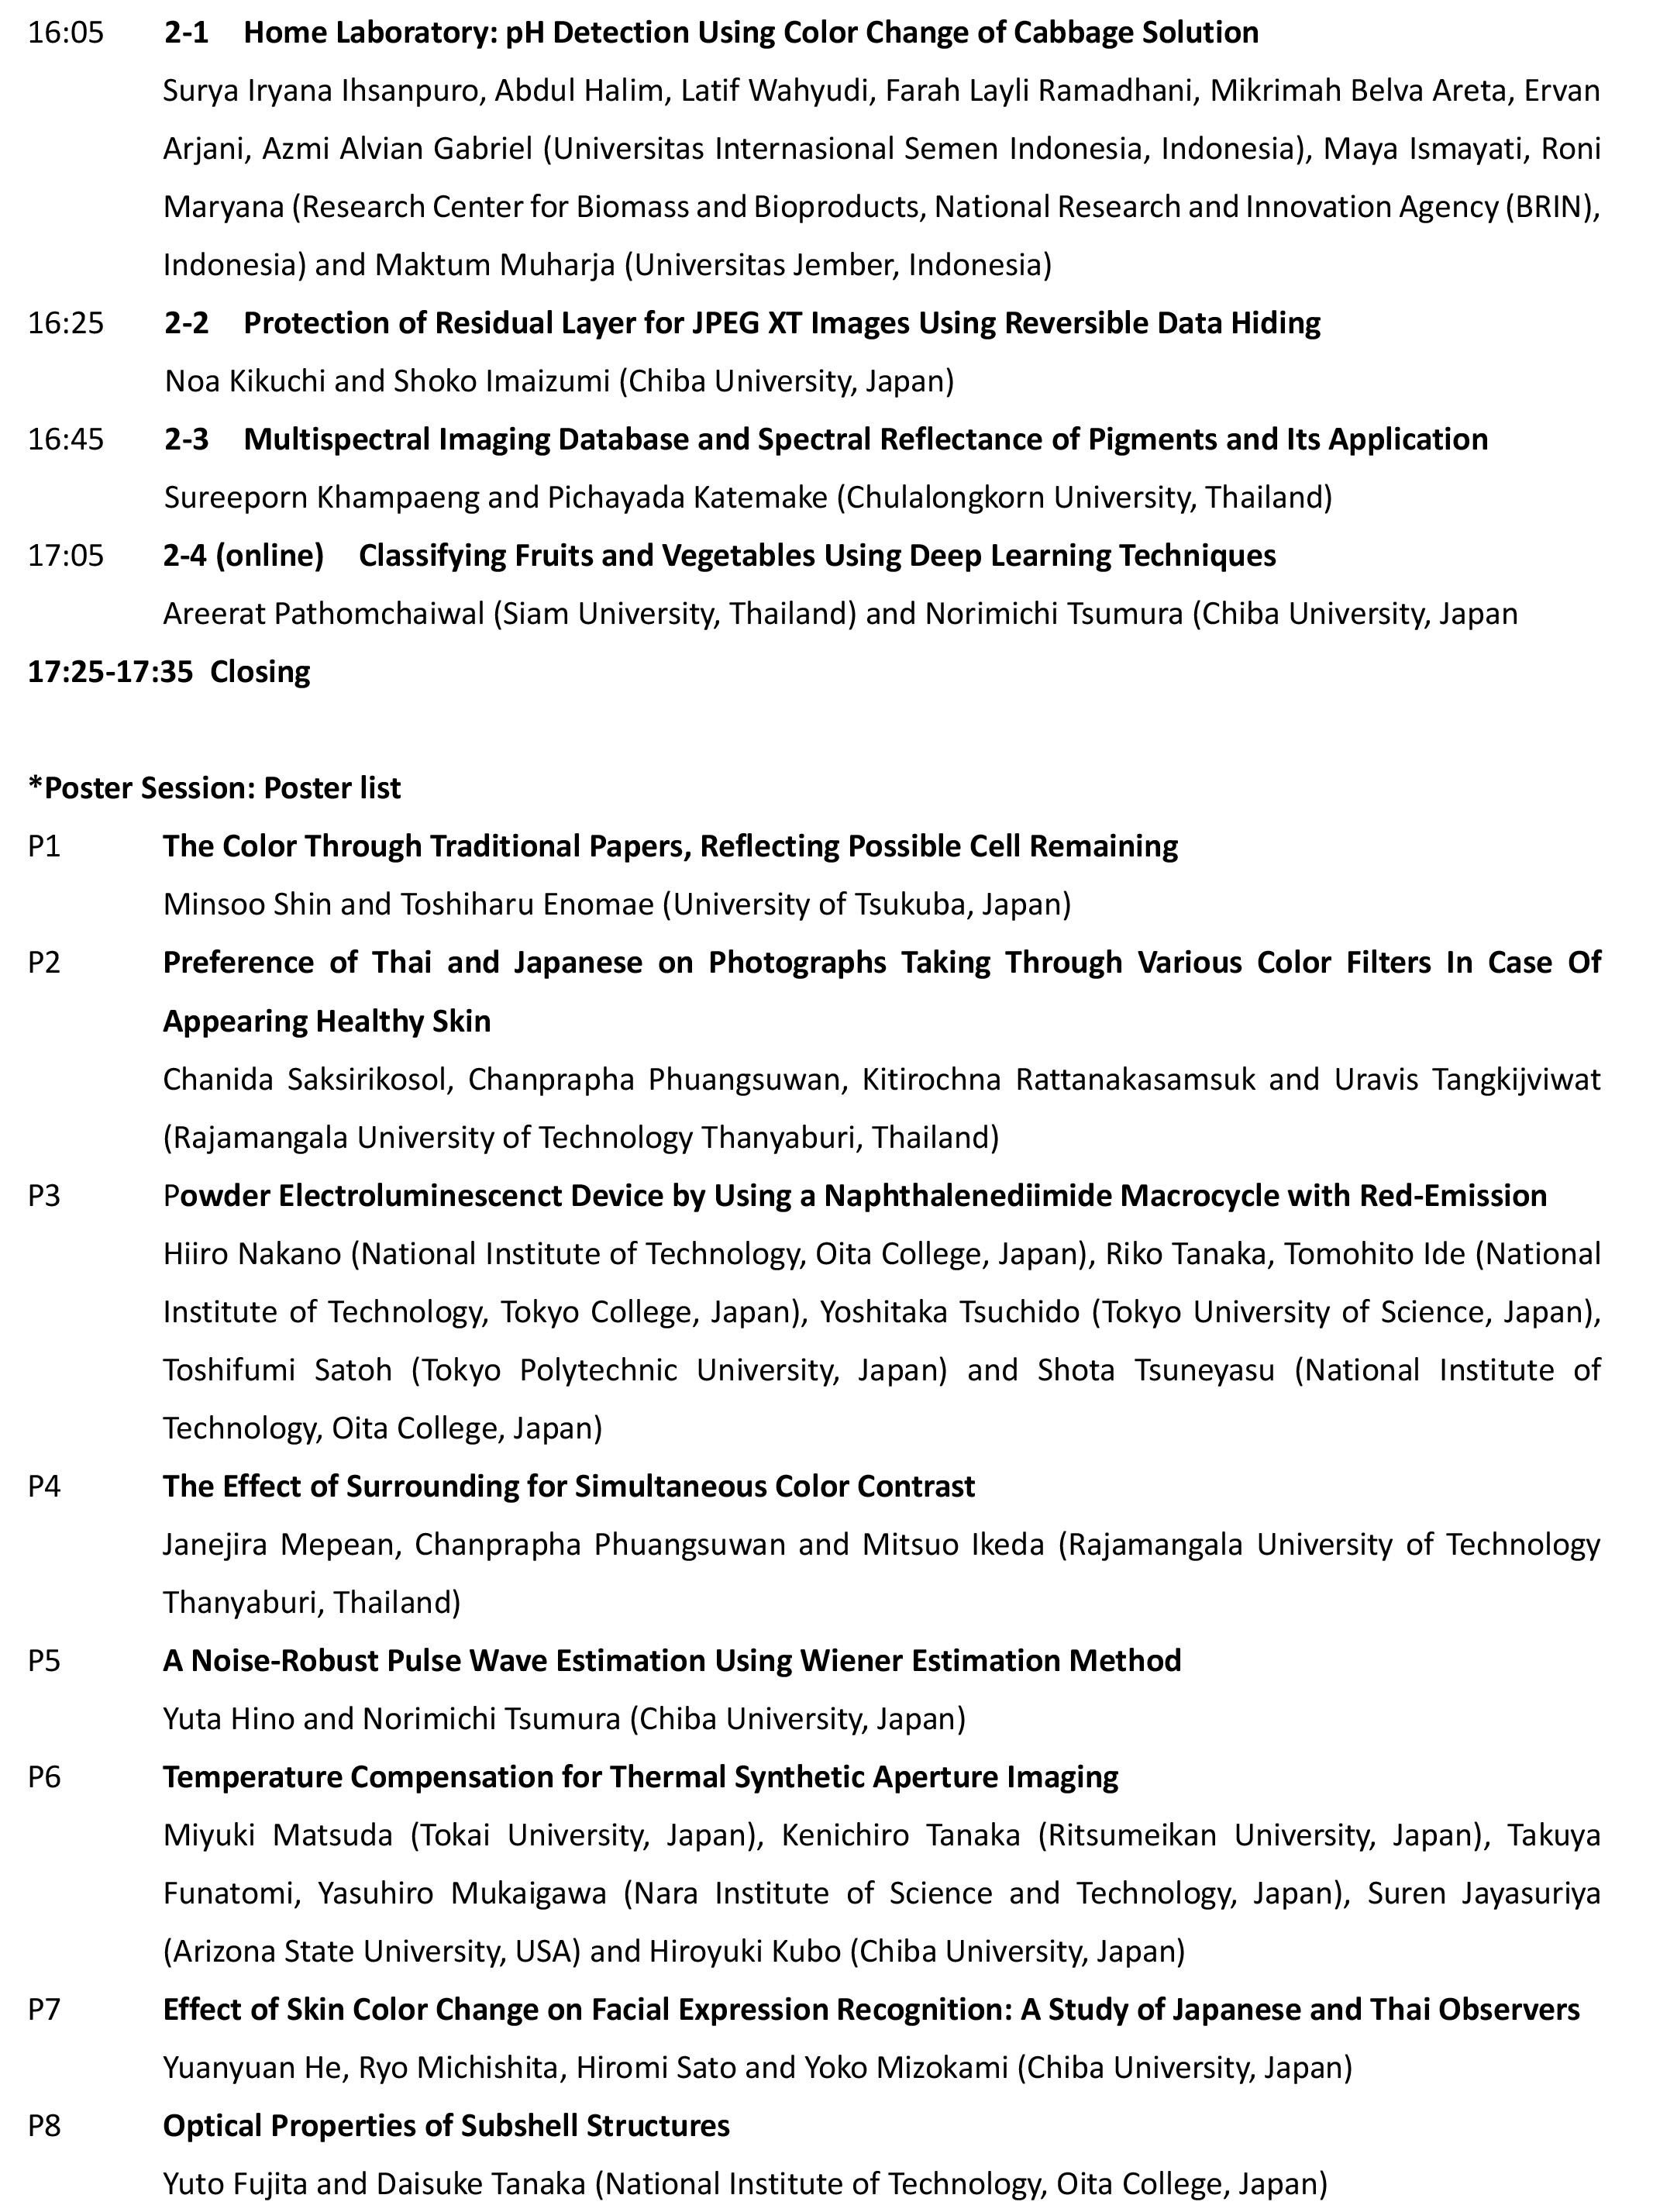 16:05 2-1 Home Laboratory: pH Detection Using Color Change of Cabbage Solution
Surya Iryana Ihsanpuro, Abdul Halim, Latif Wahyudi, Farah Layli Ramadhani, Mikrimah Belva Areta, Ervan
Arjani, Azmi Alvian Gabriel (Universitas Internasional Semen Indonesia, Indonesia), Maya Ismayati, Roni
Maryana (Research Center for Biomass and Bioproducts, National Research and Innovation Agency (BRIN),
Indonesia) and Maktum Muharja (Universitas Jember, Indonesia)
16:25 2-2 Protection of Residual Layer for JPEG XT Images Using Reversible Data Hiding
Noa Kikuchi and Shoko Imaizumi (Chiba University, Japan)
16:45 2-3 Multispectral Imaging Database and Spectral Reflectance of Pigments and Its Application
Sureeporn Khampaeng and Pichayada Katemake (Chulalongkorn University, Thailand)
17:05 2-4 (online) Classifying Fruits and Vegetables Using Deep Learning Techniques
Areerat Pathomchaiwal (Siam University, Thailand) and Norimichi Tsumura (Chiba University, Japan
17:25-17:35 Closing
*Poster Session: Poster list
P1 The Color Through Traditional Papers, Reflecting Possible Cell Remaining
Minsoo Shin and Toshiharu Enomae (University of Tsukuba, Japan)
P2 Preference of Thai and Japanese on Photographs Taking Through Various Color Filters In Case Of
Appearing Healthy Skin
Chanida Saksirikosol, Chanprapha Phuangsuwan, Kitirochna Rattanakasamsuk and Uravis Tangkijviwat
(Rajamangala University of Technology Thanyaburi, Thailand)
P3 Powder Electroluminescenct Device by Using a Naphthalenediimide Macrocycle with Red-Emission
Hiiro Nakano (National Institute of Technology, Oita College, Japan), Riko Tanaka, Tomohito Ide (National
Institute of Technology, Tokyo College, Japan), Yoshitaka Tsuchido (Tokyo University of Science, Japan),
Toshifumi Satoh (Tokyo Polytechnic University, Japan) and Shota Tsuneyasu (National Institute of
Technology, Oita College, Japan)
P4 The Effect of Surrounding for Simultaneous Color Contrast
Janejira Mepean, Chanprapha Phuangsuwan and Mitsuo Ikeda (Rajamangala University of Technology
Thanyaburi, Thailand)
P5 A Noise-Robust Pulse Wave Estimation Using Wiener Estimation Method
Yuta Hino and Norimichi Tsumura (Chiba University, Japan)
P6 Temperature Compensation for Thermal Synthetic Aperture Imaging
Miyuki Matsuda (Tokai University, Japan), Kenichiro Tanaka (Ritsumeikan University, Japan), Takuya
Funatomi, Yasuhiro Mukaigawa (Nara Institute of Science and Technology, Japan), Suren Jayasuriya
(Arizona State University, USA) and Hiroyuki Kubo (Chiba University, Japan)
P7 Effect of Skin Color Change on Facial Expression Recognition: A Study of Japanese and Thai Observers
Yuanyuan He, Ryo Michishita, Hiromi Sato and Yoko Mizokami (Chiba University, Japan)
P8 Optical Properties of Subshell Structures
Yuto Fujita and Daisuke Tanaka (National Institute of Technology, Oita College, Japan)